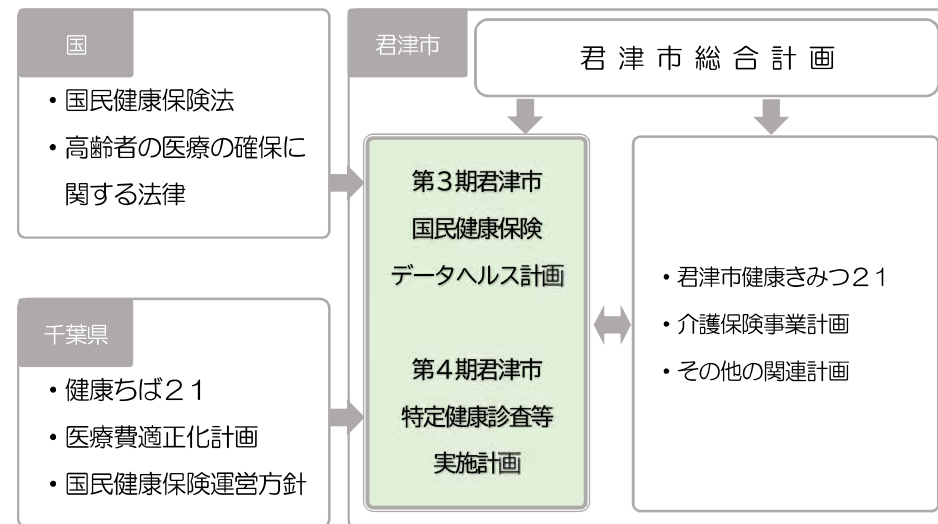 国
・国民健康保険法
・高齢者の医療の確保に
関する法律
千葉県
・健康ちば２１
・医療費適正化計画
・国民健康保険運営方針
君津市
君津市総合計画
第３期君津市
国民健康保険
データヘルス計画
第４期君津市
特定健康診査等
実施計画
・君津市健康きみつ２１
・介護保険事業計画
・その他の関連計画